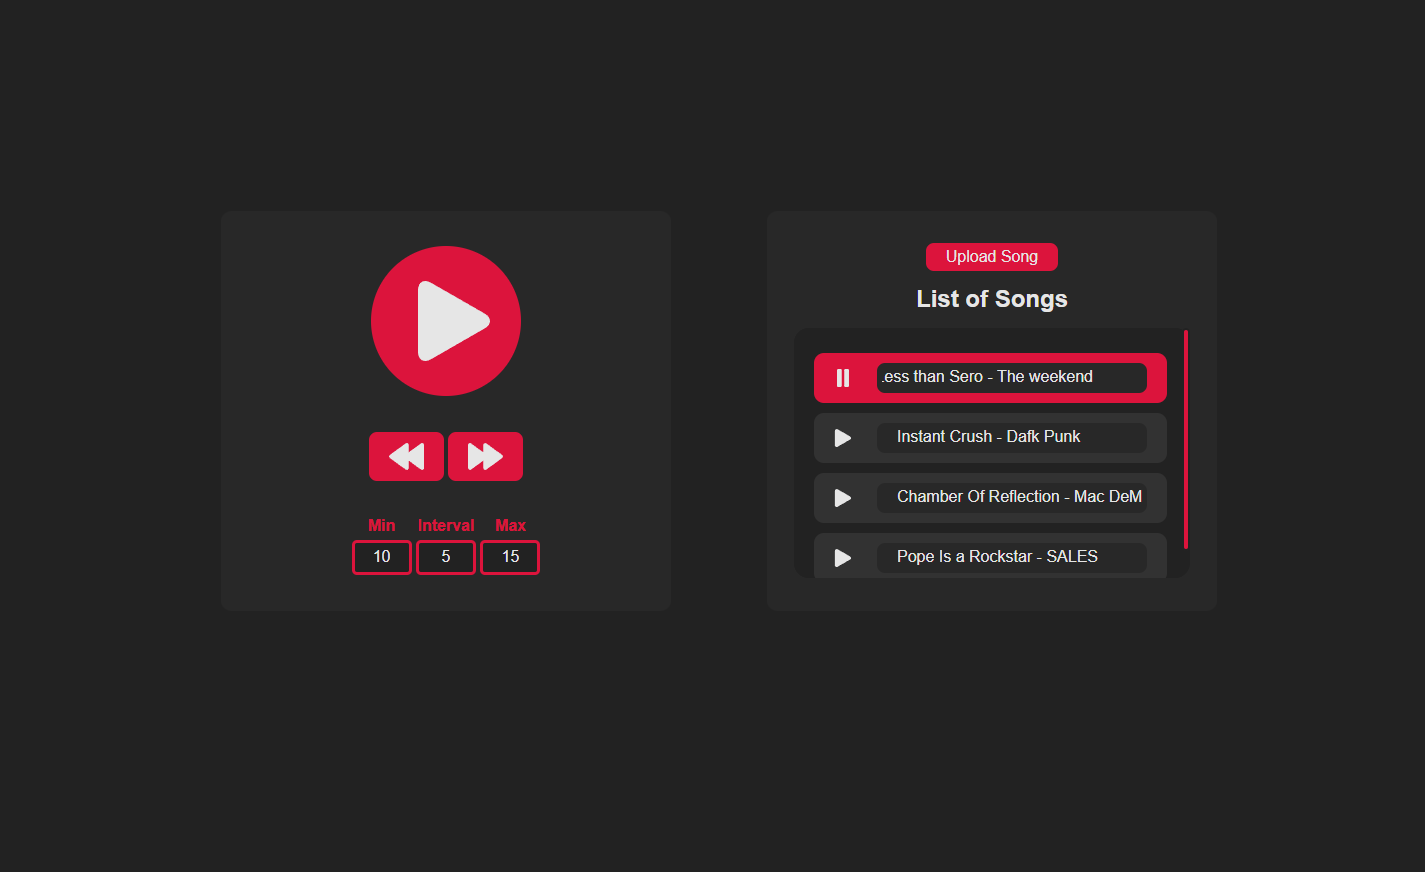 Upload Song
List of Songs
ess than Sero - The weekend
Instant Crush - Dafk Punk
Chamber Of Reflection - Mac DeM
Pope Is a Rockstar - SALES
Min Interval Max
10 5 15